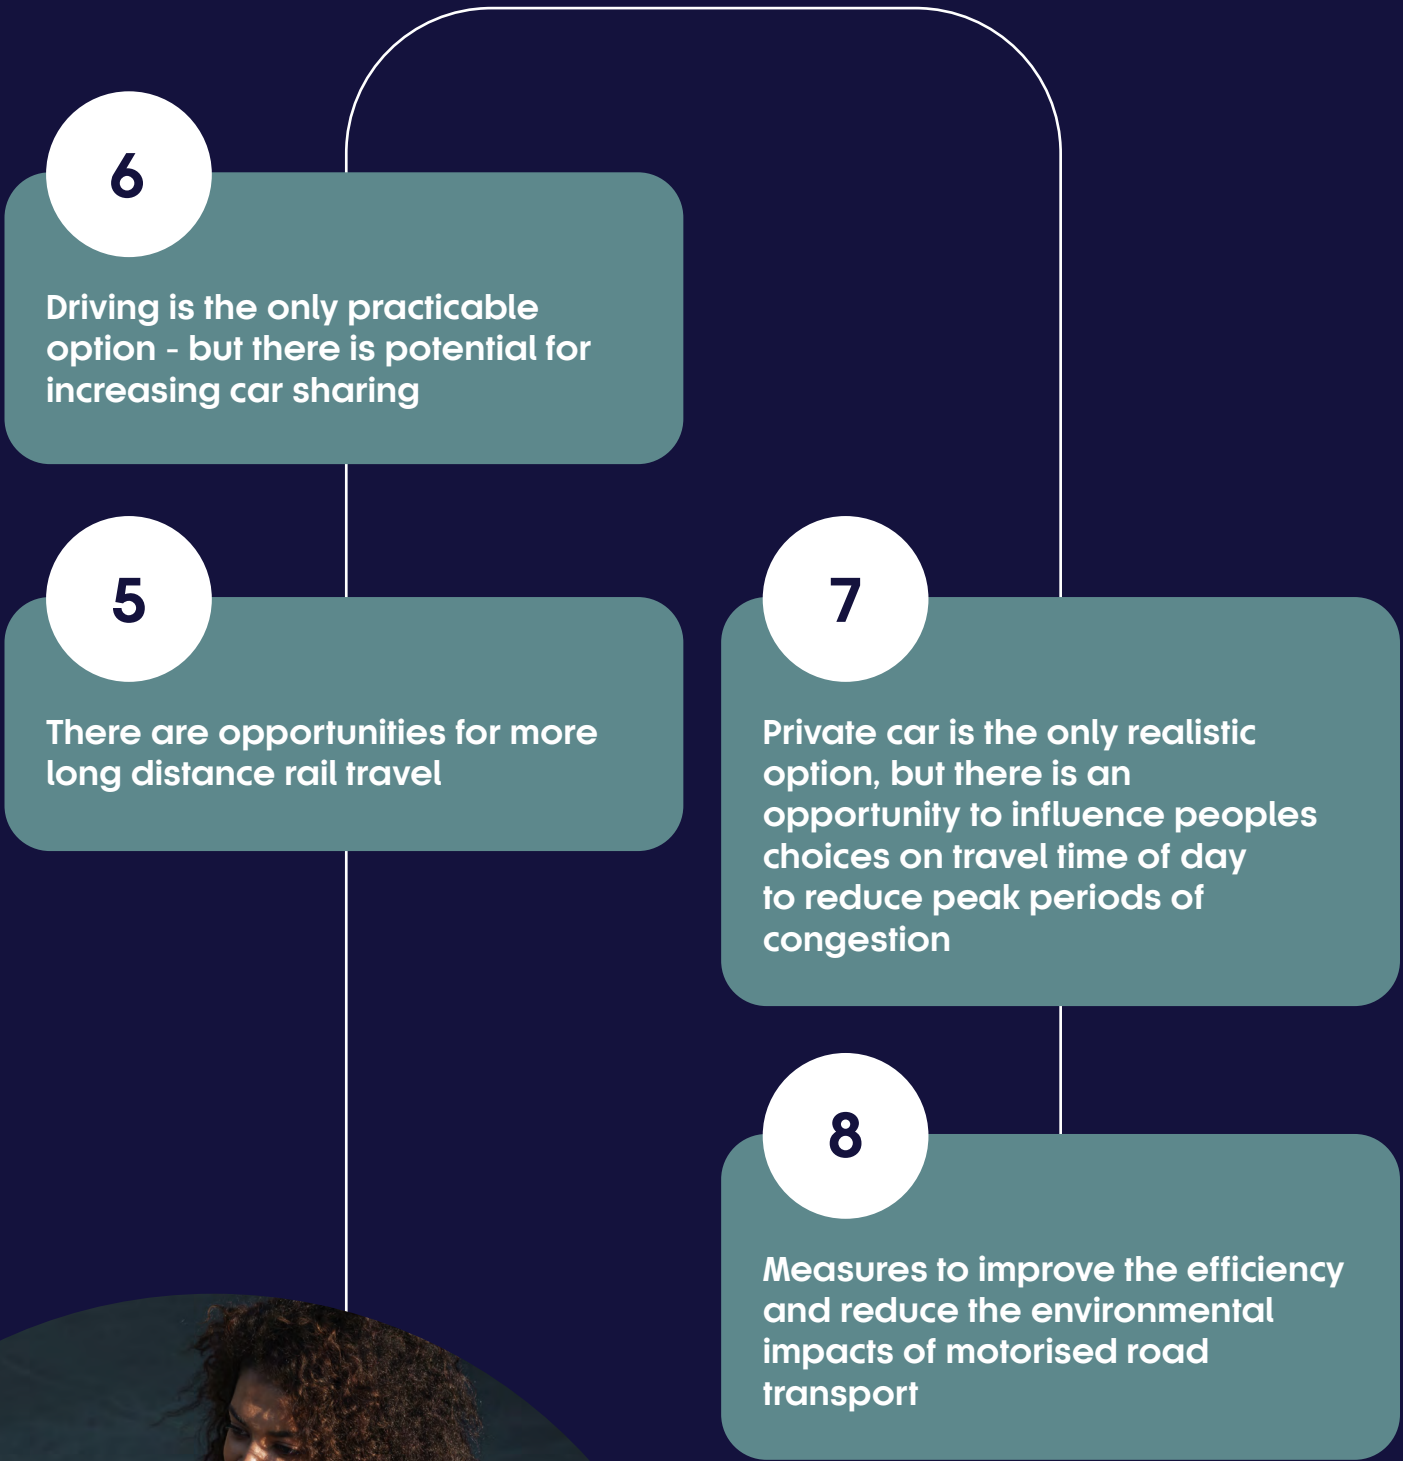 6
Driving is the only practicable
option - but there is potential for
increasing car sharing
5
There are opportunities for more
long distance rail travel
7
Private car is the only realistic
option, but there is an
opportunity to influence peoples
choices on travel time of day
to reduce peak periods of
congestion
8
Measures to improve the efficiency
and reduce the environmental
impacts of motorised road
transport